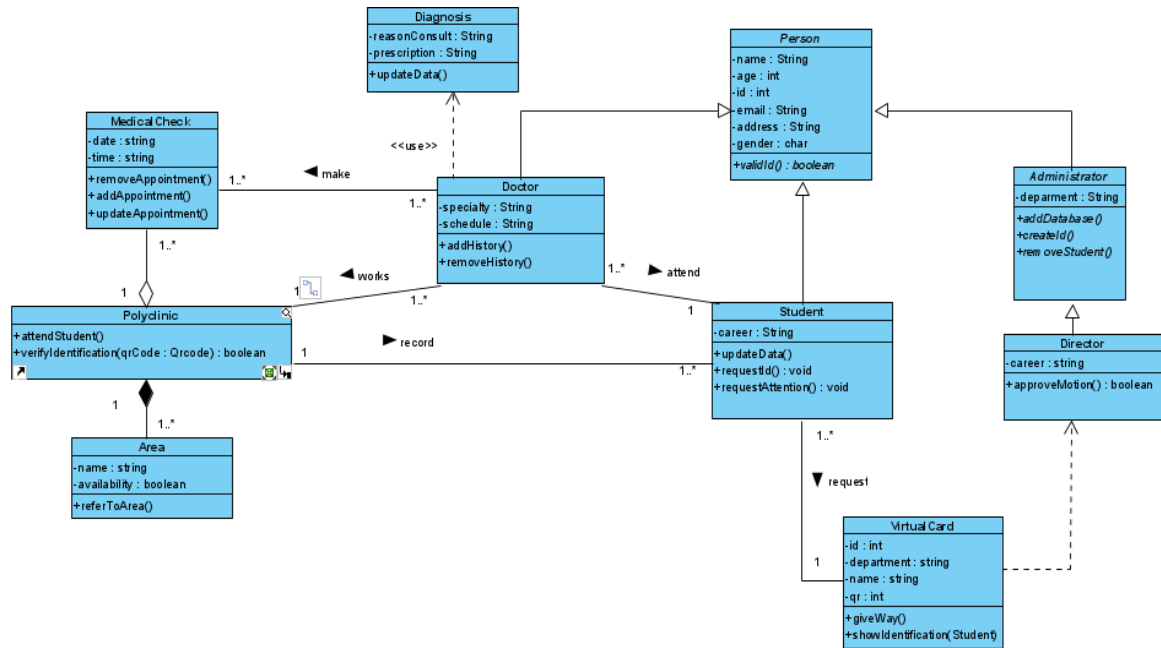 Diagnosis
-reasonConsult : String
-prescription : String
+updateData()
Person
-name : String
-age : int
-id : int
-email : String
-address : String
-gender : char
+validId() : boolean
MedicalCheck
-date : string
-time : string
+removeAppointment()
+addAppointment()
+updateAppointment()
<<use>>
make
1..*
1..*
Doctor
-specialty : String
-schedule : String
+addHistory()
+removeHistory()
Administrator
-deparment : String
+addDatabase()
+createId()
+removeStudent()
1..*
1
works
1
1..*
1..*
attend
1
Polyclinic
+attendStudent()
+verifyIdentification(qrCode : Qrcode) : boolean
record
1
1..*
Student
-career : String
+updateData()
+requestId() : void
+requestAttention() : void
Director
-career : string
+approveMotion() : boolean
1
1..*
Area
-name : string
-availability : boolean
+referToArea()
1..*
request
1
VirtualCard
-id : int
-department : string
-name : string
-qr : int
+giveWay()
+showIdentification(Student)